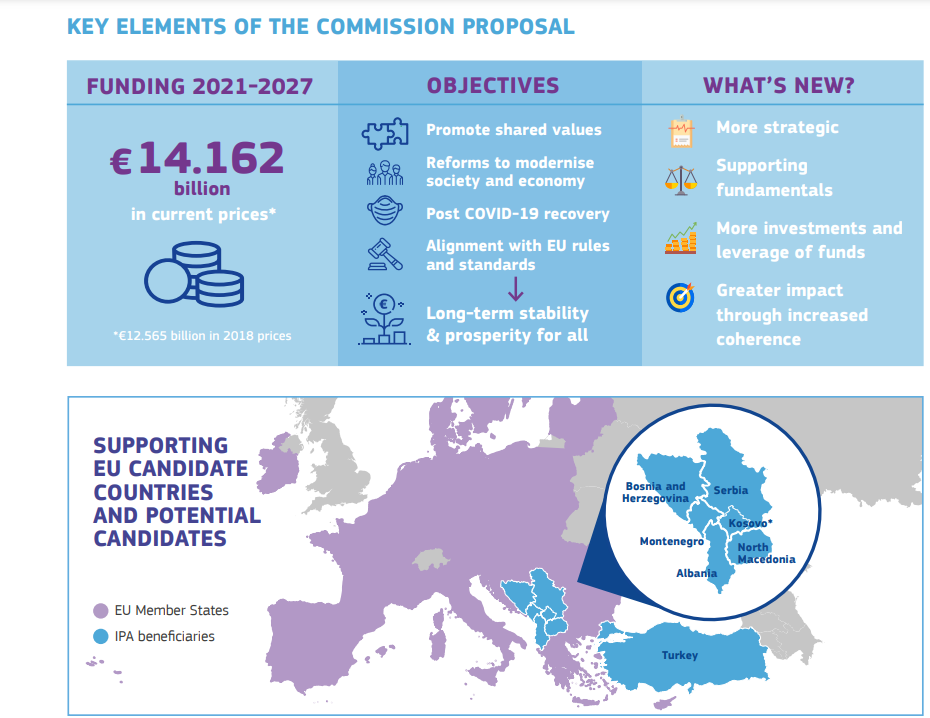 KEY ELEMENTS OF THE COMMISSION PROPOSAL
FUNDING 2021-2027
€ 14.162
billion
in current prices*
*€12.565 billion in 2018 prices
OBJECTIVES
Promote shared values
Reforms to modernise
society and economy
Post COVID-19 recovery
Alignment with EU rules
and standards
€
Long-term stability
& prosperity for all
WHAT'S NEW?
More strategic
Supporting
fundamentals
More investments and
leverage of funds
Greater impact
through increased
coherence
SUPPORTING
EU CANDIDATE
COUNTRIES
AND POTENTIAL
CANDIDATES
EU Member States
IPA beneficiaries
Bosnia and
Herzegovina
Serbia
Kosovo*
Montenegro
North
Macedonia
Albania
Turkey